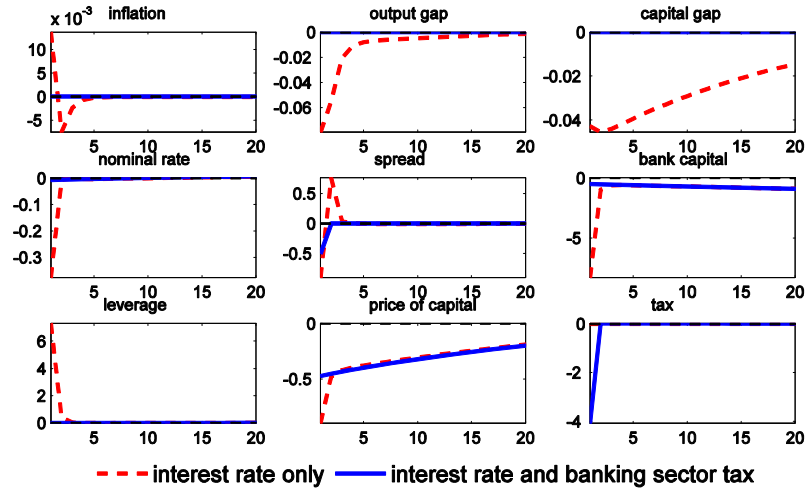 inflation output gap capital gap
x 10⁻³
10
5
0
-5
5 10 15 20
0
-0.02
-0.04
-0.06
5 10 15 20
0
-0.02
-0.04
5 10 15 20
nominal rate spread bank capital
0
-0.1
-0.2
-0.3
5 10 15 20
0.5
0
-0.5
5 10 15 20
0
-5
5 10 15 20
leverage price of capital tax
6
4
2
0
5 10 15 20
0
-0.5
5 10 15 20
0
-2
-4
5 10 15 20
interest rate only interest rate and banking sector tax